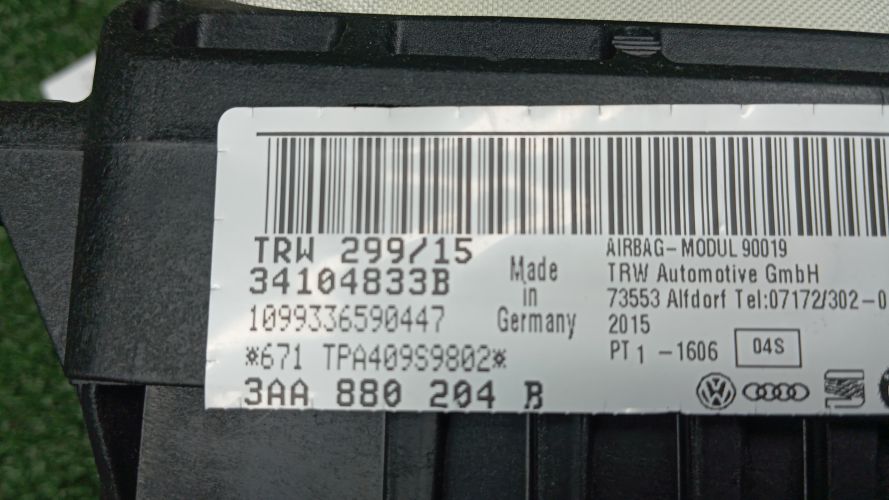 TRW 299/15
34104833B
1099336590447
*671 TPA409S9802*
3AA 880 204 B
Made
in
Germany
AIRBAG-MODUL 90019
TRW Automotive GmbH
73553 Alfdorf Tel:07172/302-0
2015
PT 1 -1606 04S